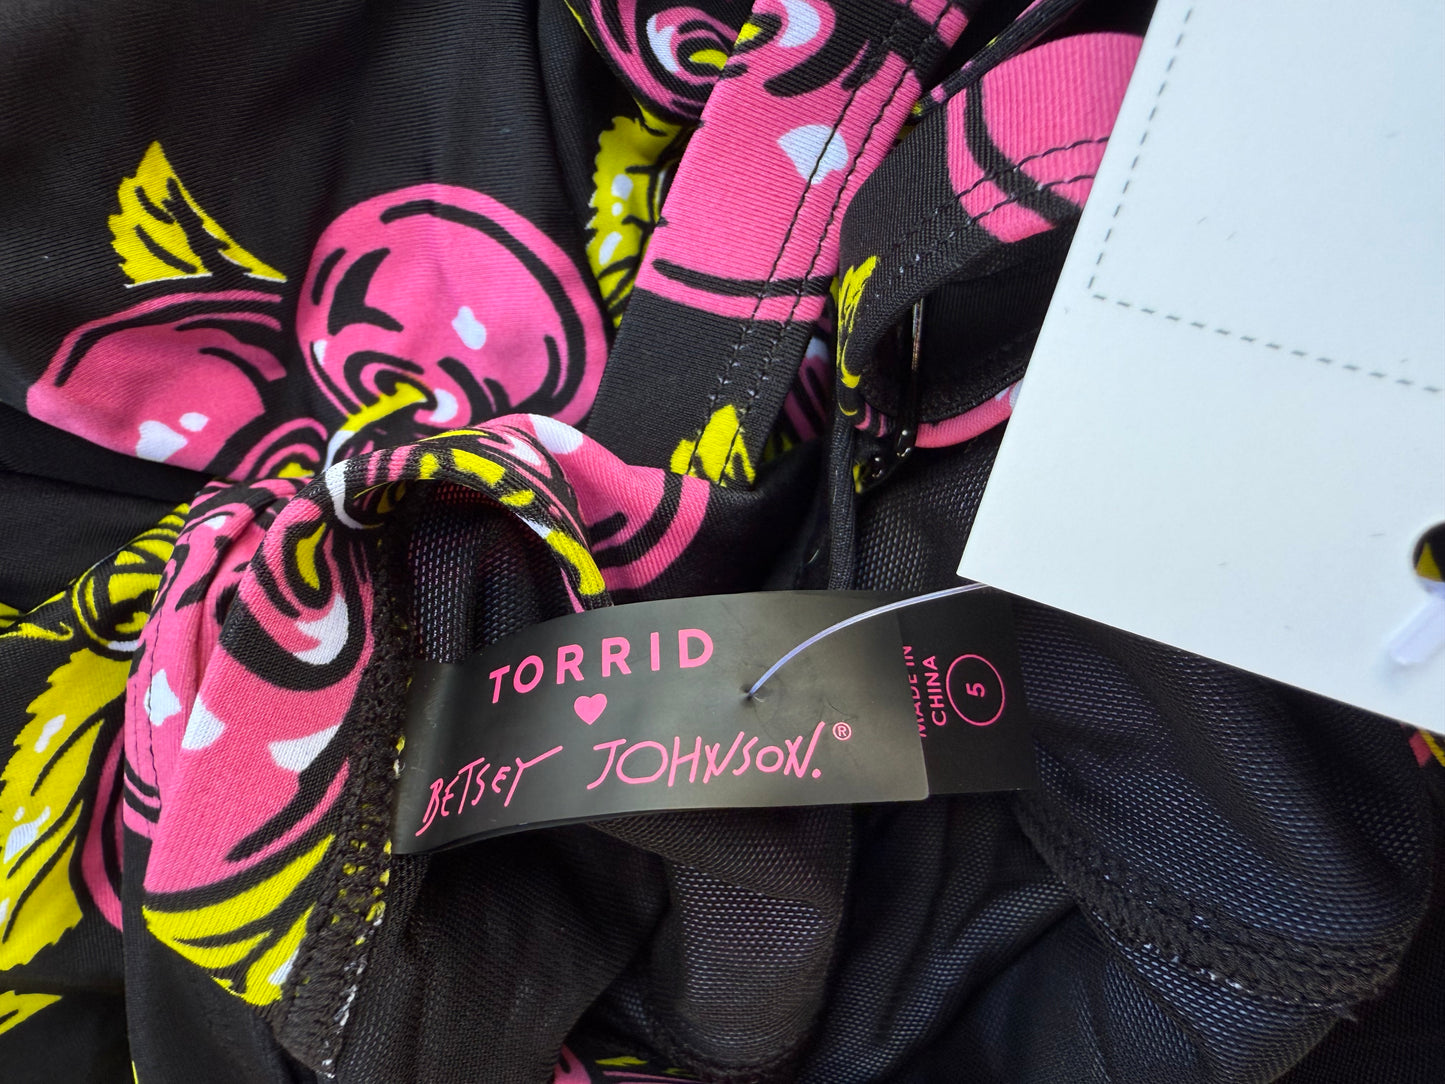 TORRID
♥
BETSEY JOHNSON.®
MADE IN
CHINA
5